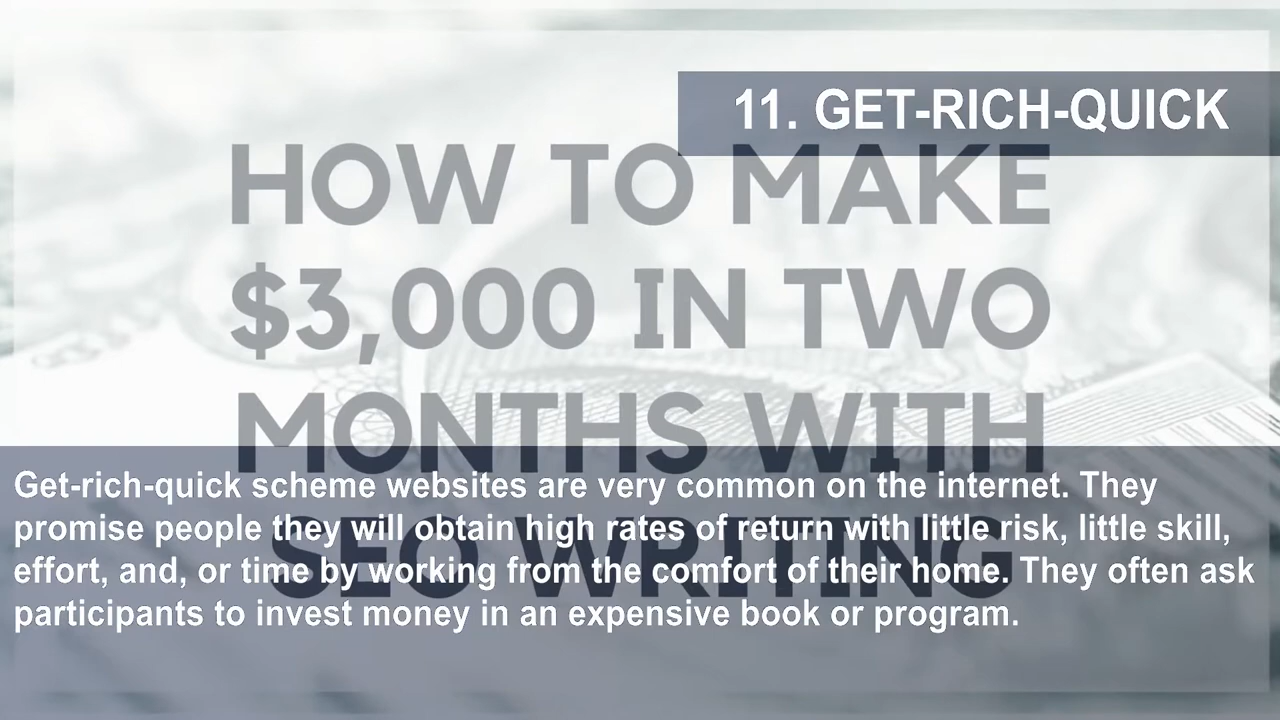 11. GET-RICH-QUICK
HOW TO MAKE
$3,000 IN TWO
MONTHS WITH
SEO WRITING
Get-rich-quick scheme websites are very common on the internet. They
promise people they will obtain high rates of return with little risk, little skill,
effort, and, or time by working from the comfort of their home. They often ask
participants to invest money in an expensive book or program.